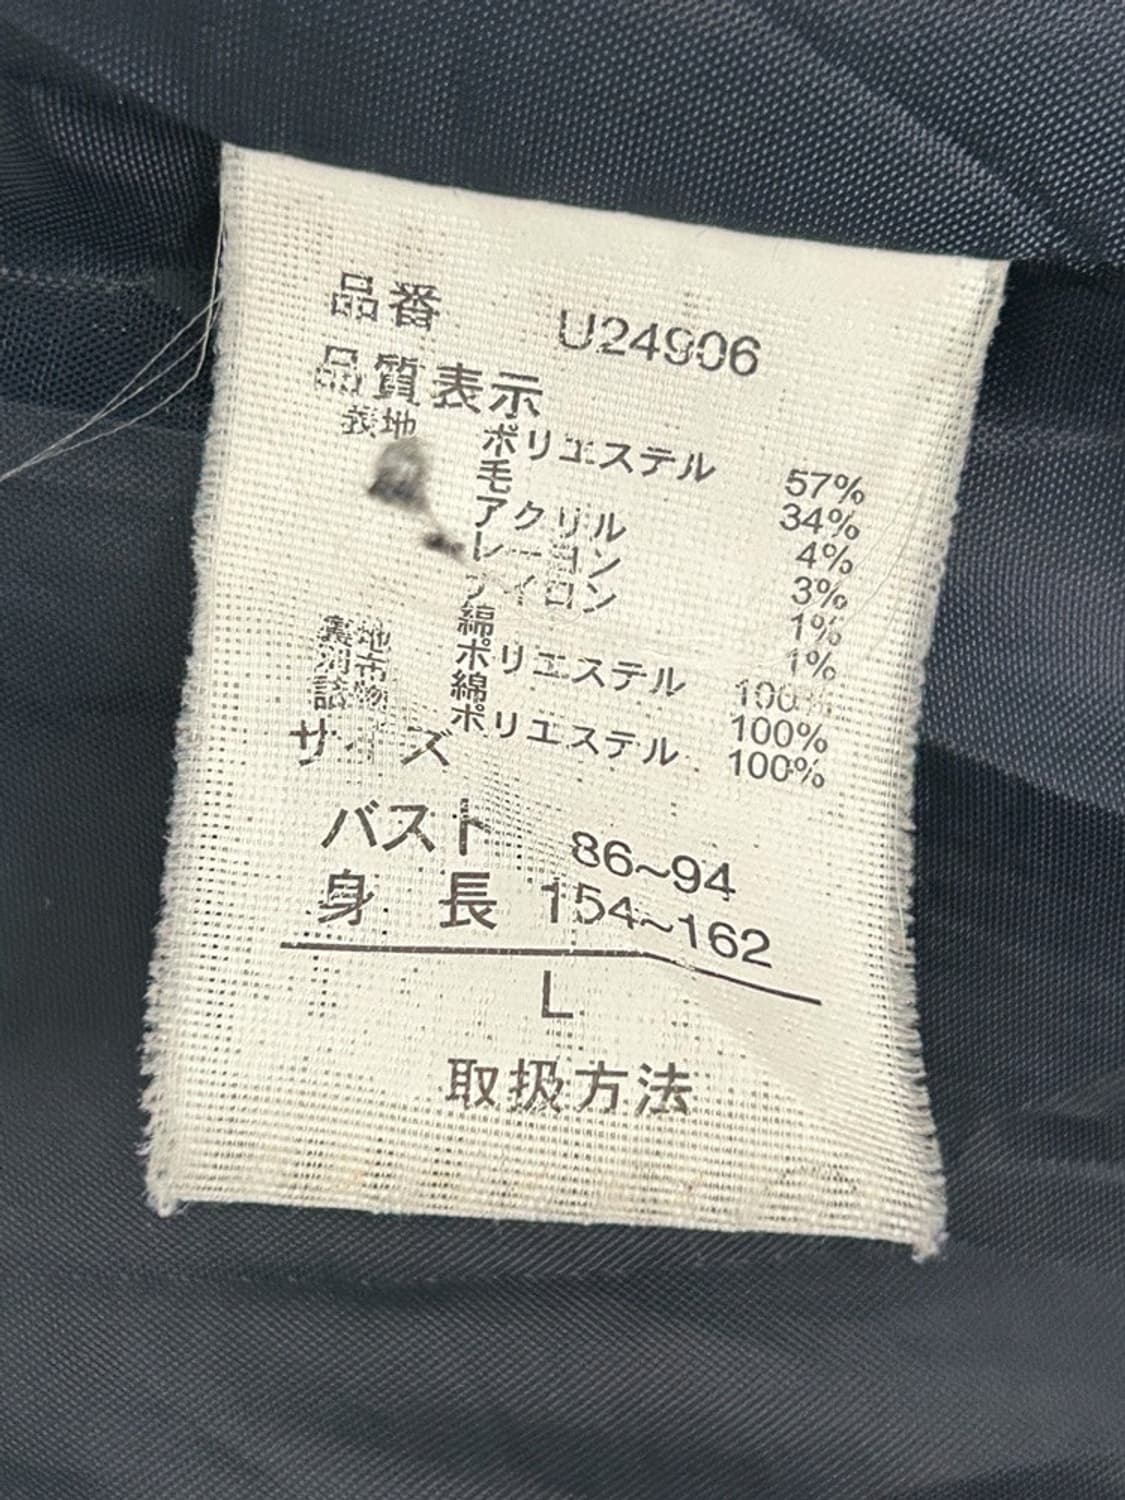 品番 U24906
品質表示
表地 ポリエステル 57%
毛 34%
アクリル 4%
レーヨン 3%
ナイロン 1%
綿 1%
裏地 ポリエステル 100%
別布 綿 100%
詰物 ポリエステル 100%
サイズ
バスト 86~94
身長 154~162
L
取扱方法